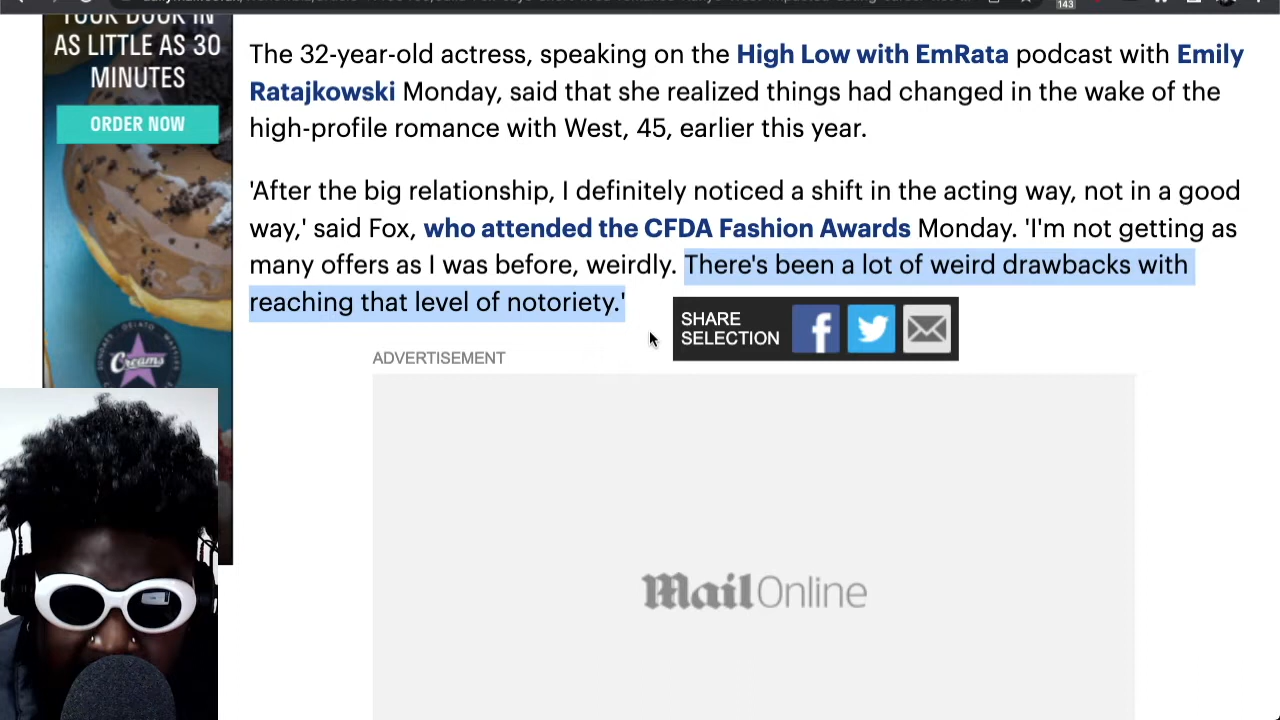 143
YOUR DOOR IN
AS LITTLE AS 30
MINUTES
ORDER NOW
Creams
The 32-year-old actress, speaking on the High Low with EmRata podcast with Emily
Ratajkowski Monday, said that she realized things had changed in the wake of the
high-profile romance with West, 45, earlier this year.
'After the big relationship, I definitely noticed a shift in the acting way, not in a good
way,' said Fox, who attended the CFDA Fashion Awards Monday. 'I'm not getting as
many offers as I was before, weirdly. There's been a lot of weird drawbacks with
reaching that level of notoriety.'
SHARE
SELECTION
ADVERTISEMENT
Mail Online